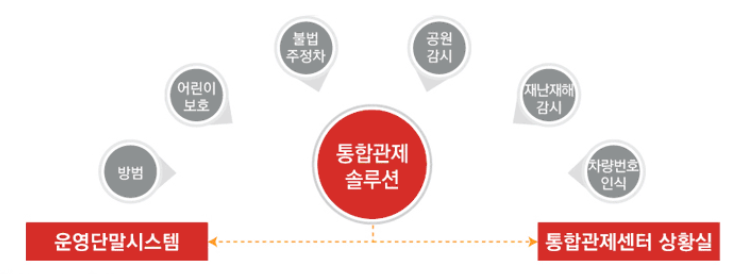 불법
주정차
공원
감시
어린이
보호
재난재해
감시
방범
통합관제
솔루션
차량번호
인식
운영단말시스템
통합관제센터 상황실